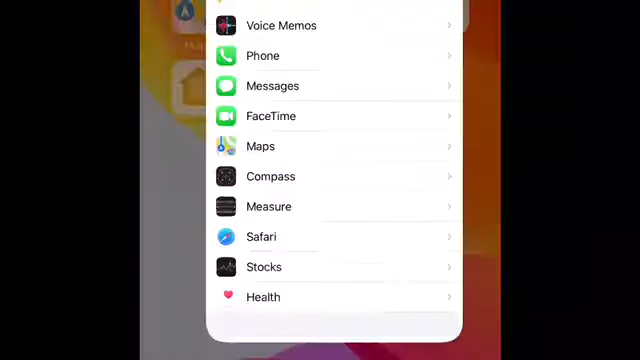 Voice Memos
Phone
Messages
FaceTime
Maps
Compass
Measure
Safari
Stocks
Health